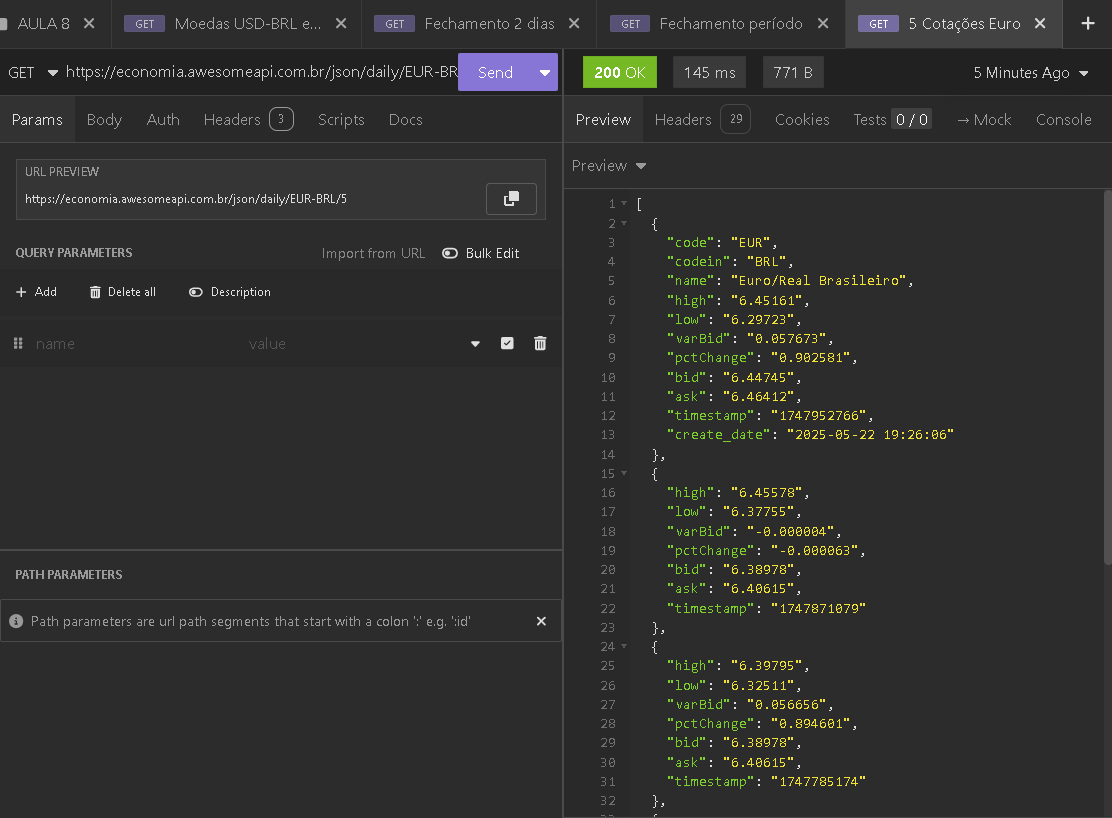 AULA 8
GET Moedas USD-BRL e...
GET Fechamento 2 dias
GET Fechamento período
GET 5 Cotações Euro
GET https://economia.awesomeapi.com.br/json/daily/EUR-BR Send
200 OK 145 ms 771 B 5 Minutes Ago
Params Body Auth Headers 3 Scripts Docs
Preview Headers 29 Cookies Tests 0 / 0 → Mock Console
URL PREVIEW
https://economia.awesomeapi.com.br/json/daily/EUR-BRL/5
QUERY PARAMETERS Import from URL Bulk Edit
+ Add Delete all Description
name value
PATH PARAMETERS
Path parameters are url path segments that start with a colon ':' e.g. ':id'
Preview
1 [
2 {
3 "code": "EUR",
4 "codein": "BRL",
5 "name": "Euro/Real Brasileiro",
6 "high": "6.45161",
7 "low": "6.29723",
8 "varBid": "0.057673",
9 "pctChange": "0.902581",
10 "bid": "6.44745",
11 "ask": "6.46412",
12 "timestamp": "1747952766",
13 "create_date": "2025-05-22 19:26:06"
14 },
15 {
16 "high": "6.45578",
17 "low": "6.37755",
18 "varBid": "-0.000004",
19 "pctChange": "-0.000063",
20 "bid": "6.38978",
21 "ask": "6.40615",
22 "timestamp": "1747871079"
23 },
24 {
25 "high": "6.39795",
26 "low": "6.32511",
27 "varBid": "0.056656",
28 "pctChange": "0.894601",
29 "bid": "6.38978",
30 "ask": "6.40615",
31 "timestamp": "1747785174"
32 },